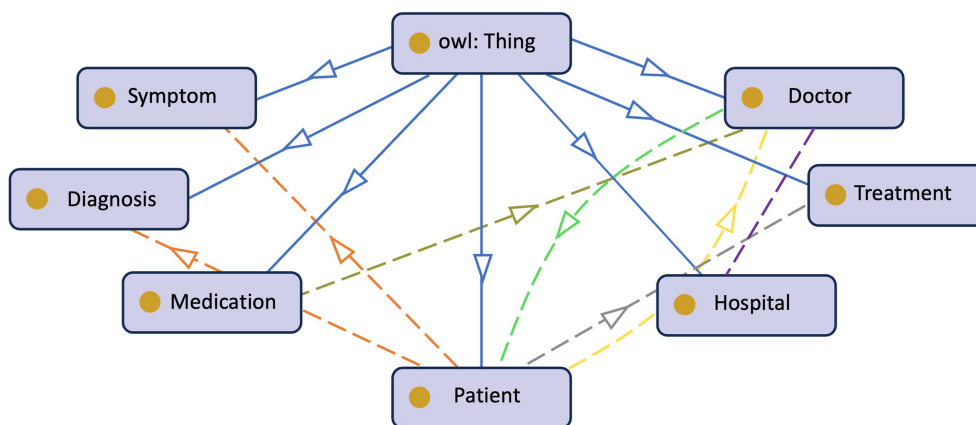 owl: Thing
Symptom
Doctor
Diagnosis
Treatment
Medication
Hospital
Patient